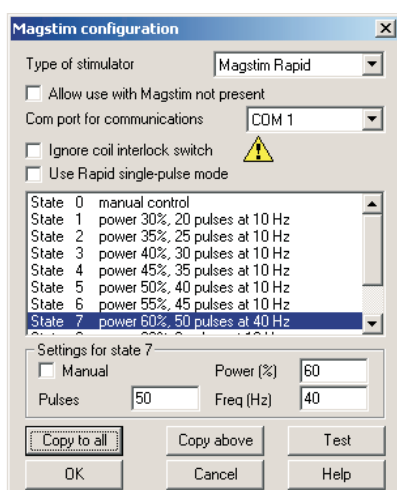 Magstim configuration
Type of stimulator Magstim Rapid
Allow use with Magstim not present
Com port for communications COM 1
Ignore coil interlock switch
Use Rapid single-pulse mode
State 0 manual control
State 1 power 30%, 20 pulses at 10 Hz
State 2 power 35%, 25 pulses at 10 Hz
State 3 power 40%, 30 pulses at 10 Hz
State 4 power 45%, 35 pulses at 10 Hz
State 5 power 50%, 40 pulses at 10 Hz
State 6 power 55%, 45 pulses at 10 Hz
State 7 power 60%, 50 pulses at 40 Hz
Settings for state 7
Manual Power (%) 60
Pulses 50 Freq (Hz) 40
Copy to all Copy above Test
OK Cancel Help